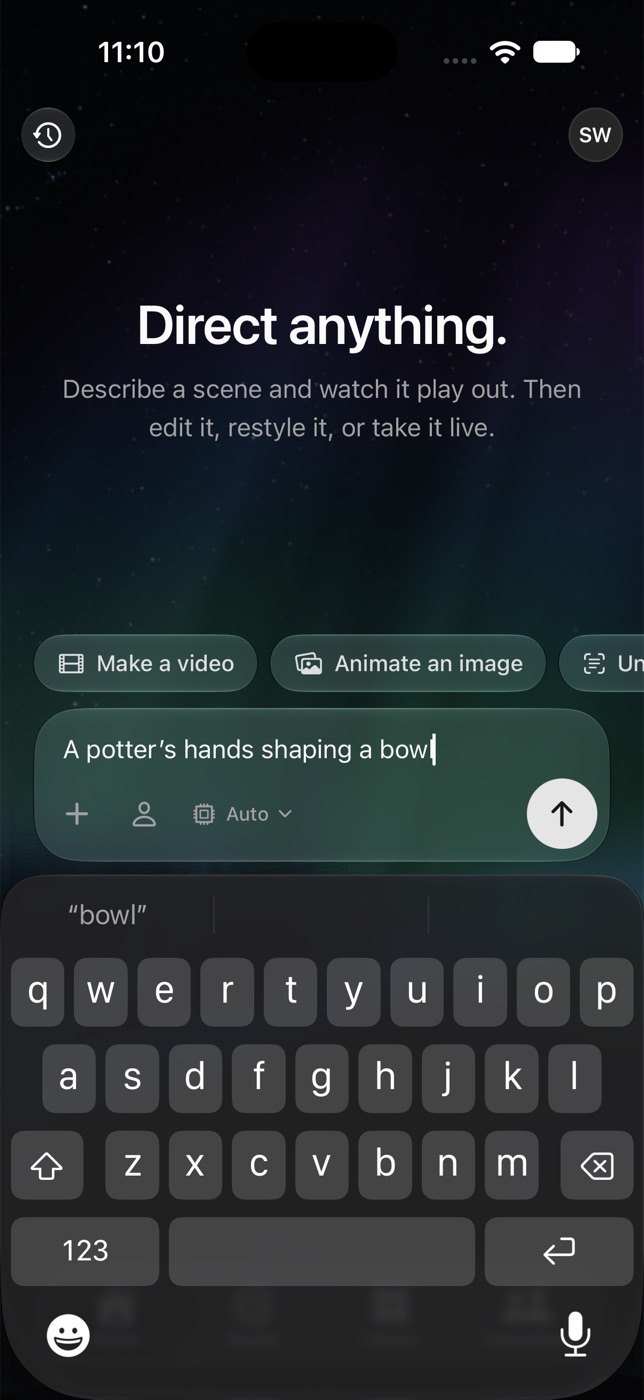 11:10
SW
Direct anything.
Describe a scene and watch it play out. Then
edit it, restyle it, or take it live.
Make a video
Animate an image
Un
A potter’s hands shaping a bowl
Auto
“bowl”
q w e r t y u i o p
a s d f g h j k l
z x c v b n m
123